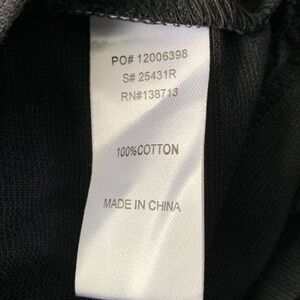 PO# 12006398
S# 25431R
RN#138713
100%COTTON
MADE IN CHINA